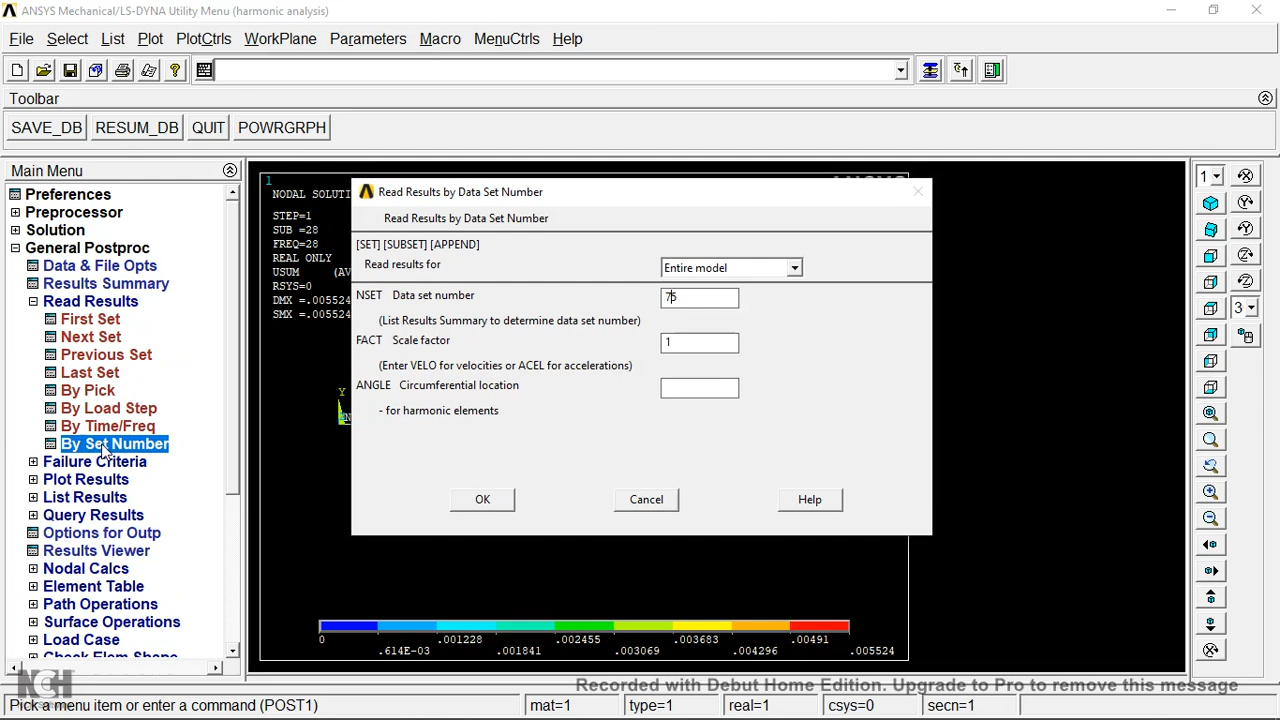 ANSYS Mechanical/LS-DYNA Utility Menu (harmonic analysis)
File Select List Plot PlotCtrls WorkPlane Parameters Macro MenuCtrls Help
Toolbar
SAVE_DB RESUM_DB QUIT POWRGRPH
Main Menu
Preferences
Preprocessor
Solution
General Postproc
Data & File Opts
Results Summary
Read Results
First Set
Next Set
Previous Set
Last Set
By Pick
By Load Step
By Time/Freq
By Set Number
Failure Criteria
Plot Results
List Results
Query Results
Options for Outp
Results Viewer
Nodal Calcs
Element Table
Path Operations
Surface Operations
Load Case
Check Elem Shape
1
NODAL SOLUTI
STEP=1
SUB =28
FREQ=28
REAL ONLY
USUM (AV
RSYS=0
DMX =.005524
SMX =.005524
Y
Read Results by Data Set Number
Read Results by Data Set Number
[SET] [SUBSET] [APPEND]
Read results for Entire model
NSET Data set number 75
(List Results Summary to determine data set number)
FACT Scale factor 1
(Enter VELO for velocities or ACEL for accelerations)
ANGLE Circumferential location
- for harmonic elements
OK Cancel Help
0 .001228 .002455 .003683 .00491
.614E-03 .001841 .003069 .004296 .005524
1
3
NCH
Recorded with Debut Home Edition. Upgrade to Pro to remove this message
Pick a menu item or enter a command (POST1) mat=1 type=1 real=1 csys=0 secn=1